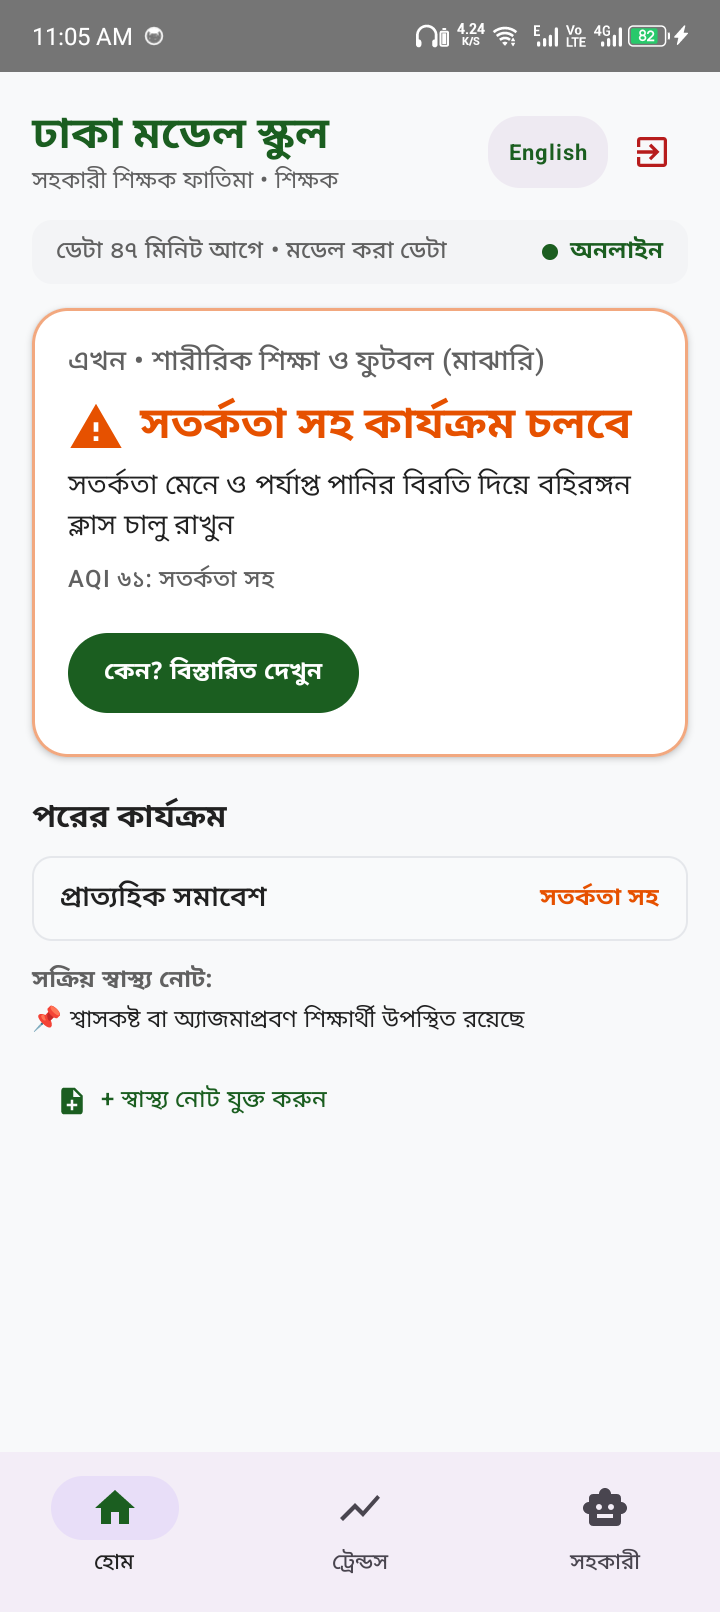 11:05 AM
4.24 K/S
E
Vo LTE
4G
82
ঢাকা মডেল স্কুল
সহকারী শিক্ষক ফাতিমা • শিক্ষক
English
ডেটা ৪৭ মিনিট আগে • মডেল করা ডেটা
অনলাইন
এখন • শারীরিক শিক্ষা ও ফুটবল (মাঝারি)
সতর্কতা সহ কার্যক্রম চলবে
সতর্কতা মেনে ও পর্যাপ্ত পানির বিরতি দিয়ে বহিরঙ্গন
ক্লাস চালু রাখুন
AQI ৬১: সতর্কতা সহ
কেন? বিস্তারিত দেখুন
পরের কার্যক্রম
প্রাত্যহিক সমাবেশ
সতর্কতা সহ
সক্রিয় স্বাস্থ্য নোট:
📌 শ্বাসকষ্ট বা অ্যাজমাপ্রবণ শিক্ষার্থী উপস্থিত রয়েছে
+ স্বাস্থ্য নোট যুক্ত করুন
হোম
ট্রেন্ডস
সহকারী